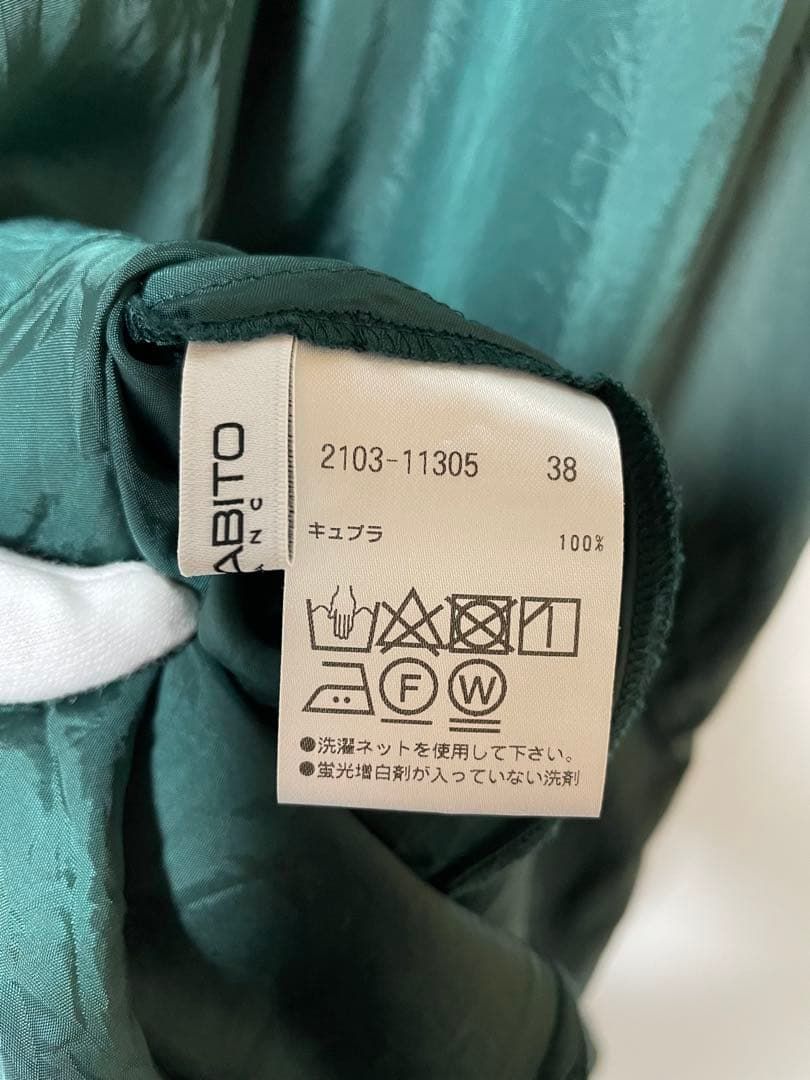 ABITO
2103-11305 38
キュプラ 100%
F W
●洗濯ネットを使用して下さい。
●蛍光増白剤が入っていない洗剤